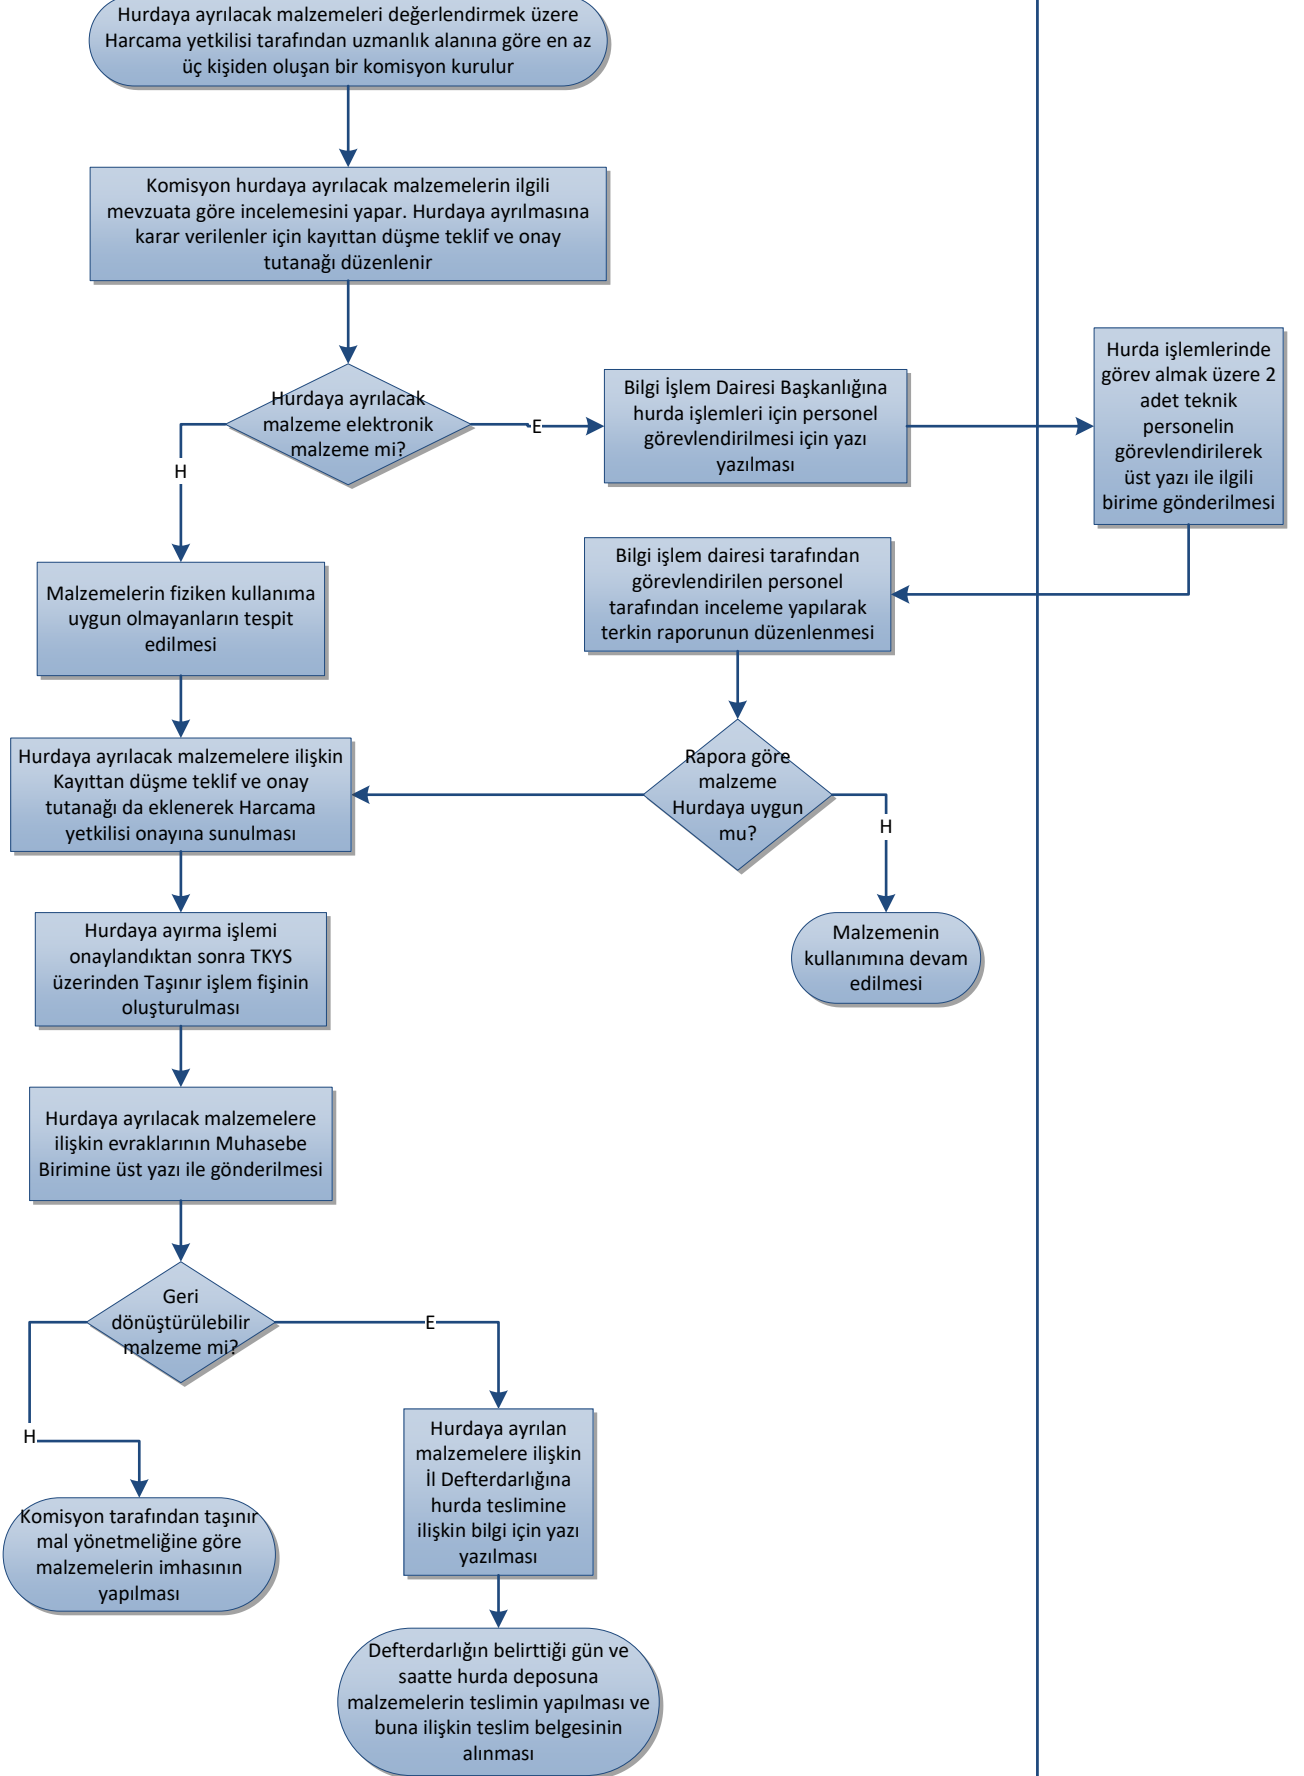 Hurdaya ayrılacak malzemeleri değerlendirmek üzere
Harcama yetkilisi tarafından uzmanlık alanına göre en az
üç kişiden oluşan bir komisyon kurulur
Komisyon hurdaya ayrılacak malzemelerin ilgili
mevzuata göre incelemesini yapar. Hurdaya ayrılmasına
karar verilenler için kayıttan düşme teklif ve onay
tutanağı düzenlenir
Hurdaya ayrılacak
malzeme elektronik
malzeme mi?
E
Bilgi İşlem Dairesi Başkanlığına
hurda işlemleri için personel
görevlendirilmesi için yazı
yazılması
Hurda işlemlerinde
görev almak üzere 2
adet teknik
personelin
görevlendirilerek
üst yazı ile ilgili
birime gönderilmesi
H
Bilgi işlem dairesi tarafından
görevlendirilen personel
tarafından inceleme yapılarak
terkin raporunun düzenlenmesi
Malzemelerin fiziken kullanıma
uygun olmayanların tespit
edilmesi
Rapora göre
malzeme
Hurdaya uygun
mu?
H
Hurdaya ayrılacak malzemelere ilişkin
Kayıttan düşme teklif ve onay
tutanağı da eklenerek Harcama
yetkilisi onayına sunulması
Malzemenin
kullanımına devam
edilmesi
Hurdaya ayırma işlemi
onaylandıktan sonra TKYS
üzerinden Taşınır işlem fişinin
oluşturulması
Hurdaya ayrılacak malzemelere
ilişkin evraklarının Muhasebe
Birimine üst yazı ile gönderilmesi
Geri
dönüştürülebilir
malzeme mi?
E
H
Hurdaya ayrılan
malzemelere ilişkin
İl Defterdarlığına
hurda teslimine
ilişkin bilgi için yazı
yazılması
Komisyon tarafından taşınır
mal yönetmeliğine göre
malzemelerin imhasının
yapılması
Defterdarlığın belirttiği gün ve
saatte hurda deposuna
malzemelerin teslimin yapılması ve
buna ilişkin teslim belgesinin
alınması